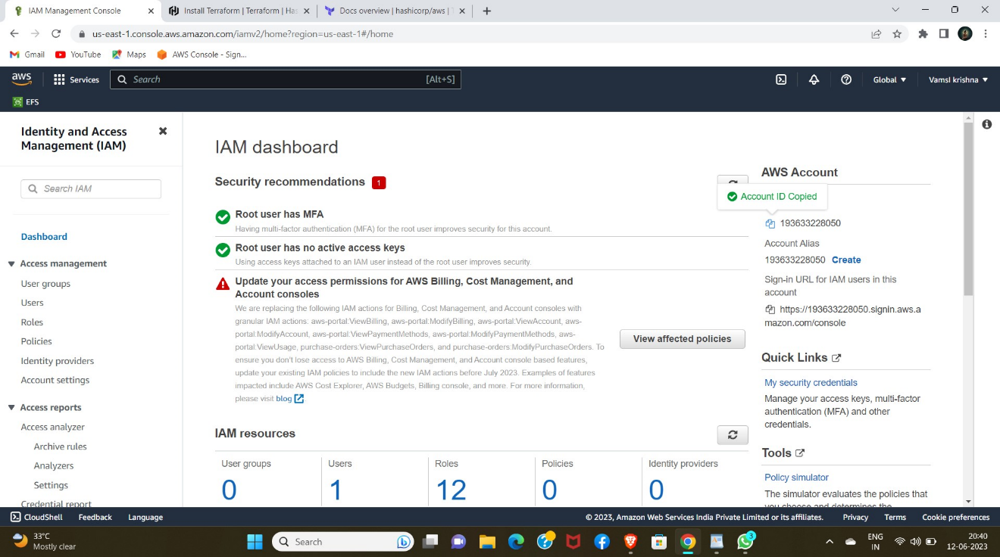 IAM Management Console
Install Terraform | Terraform | Has
Docs overview | hashicorp/aws | T
us-east-1.console.aws.amazon.com/iamv2/home?region=us-east-1#/home
Gmail
YouTube
Maps
AWS Console - Sign...
aws
Services
Search
[Alt+S]
Global
Vamsi krishna
EFS
Identity and Access
Management (IAM)
Search IAM
Dashboard
Access management
User groups
Users
Roles
Policies
Identity providers
Account settings
Access reports
Access analyzer
Archive rules
Analyzers
Settings
Credential report
IAM dashboard
Security recommendations 1
Root user has MFA
Having multi-factor authentication (MFA) for the root user improves security for this account.
Root user has no active access keys
Using access keys attached to an IAM user instead of the root user improves security.
Update your access permissions for AWS Billing, Cost Management, and
Account consoles
We are replacing the following IAM actions for Billing, Cost Management, and Account consoles with
granular IAM actions: aws-portal:ViewBilling, aws-portal:ModifyBilling, aws-portal:ViewAccount, aws-
portal:ModifyAccount, aws-portal:ViewPaymentMethods, aws-portal:ModifyPaymentMethods, aws-
portal:ViewUsage, purchase-orders:ViewPurchaseOrders, and purchase-orders:ModifyPurchaseOrders. To
ensure you don't lose access to AWS Billing, Cost Management, and Account console based features,
update your existing IAM policies to include the new IAM actions before July 2023. Examples of features
impacted include AWS Cost Explorer, AWS Budgets, Billing console, and more. For more information,
please visit blog
View affected policies
IAM resources
User groups
0
Users
1
Roles
12
Policies
0
Identity providers
0
AWS Account
Account ID Copied
193633228050
Account Alias
193633228050 Create
Sign-in URL for IAM users in this
account
https://193633228050.signin.aws.a
mazon.com/console
Quick Links
My security credentials
Manage your access keys, multi-factor
authentication (MFA) and other
credentials.
Tools
Policy simulator
The simulator evaluates the policies that
you choose and determines the
CloudShell
Feedback
Language
© 2023, Amazon Web Services India Private Limited or its affiliates.
Privacy
Terms
Cookie preferences
33°C
Mostly clear
Search
3
ENG
IN
20:40
12-06-2023